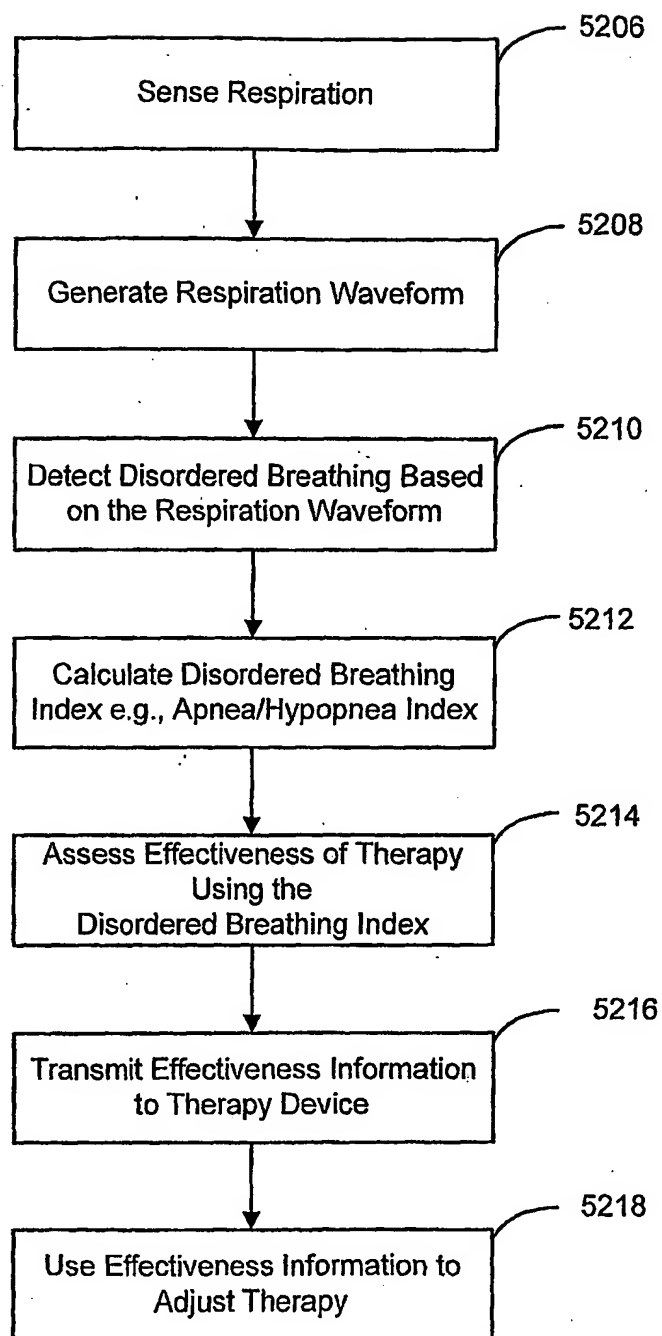 5206
Sense Respiration
5208
Generate Respiration Waveform
5210
Detect Disordered Breathing Based
on the Respiration Waveform
5212
Calculate Disordered Breathing
Index e.g., Apnea/Hypopnea Index
5214
Assess Effectiveness of Therapy
Using the
Disordered Breathing Index
5216
Transmit Effectiveness Information
to Therapy Device
5218
Use Effectiveness Information to
Adjust Therapy